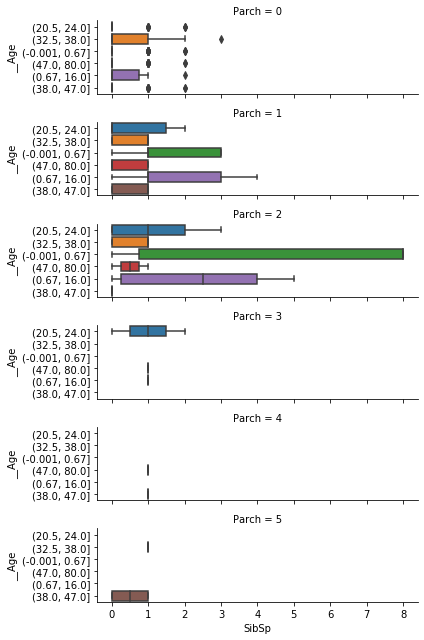 Parch = 0
__Age
(20.5, 24.0]
(32.5, 38.0]
(-0.001, 0.67]
(47.0, 80.0]
(0.67, 16.0]
(38.0, 47.0]
Parch = 1
__Age
(20.5, 24.0]
(32.5, 38.0]
(-0.001, 0.67]
(47.0, 80.0]
(0.67, 16.0]
(38.0, 47.0]
Parch = 2
__Age
(20.5, 24.0]
(32.5, 38.0]
(-0.001, 0.67]
(47.0, 80.0]
(0.67, 16.0]
(38.0, 47.0]
Parch = 3
__Age
(20.5, 24.0]
(32.5, 38.0]
(-0.001, 0.67]
(47.0, 80.0]
(0.67, 16.0]
(38.0, 47.0]
Parch = 4
__Age
(20.5, 24.0]
(32.5, 38.0]
(-0.001, 0.67]
(47.0, 80.0]
(0.67, 16.0]
(38.0, 47.0]
Parch = 5
__Age
(20.5, 24.0]
(32.5, 38.0]
(-0.001, 0.67]
(47.0, 80.0]
(0.67, 16.0]
(38.0, 47.0]
0 1 2 3 4 5 6 7 8
SibSp